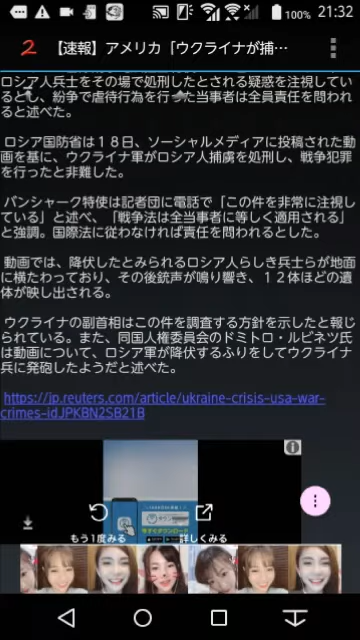 100% 21:32
2 【速報】アメリカ「ウクライナが捕…
ロシア人兵士をその場で処刑したとされる疑惑を注視してい
るとし、紛争で虐待行為を行った当事者は全員責任を問われ
ると述べた。
ロシア国防省は１８日、ソーシャルメディアに投稿された動
画を基に、ウクライナ軍がロシア人捕虜を処刑し、戦争犯罪
を行ったと非難した。
バンシャーク特使は記者団に電話で「この件を非常に注視し
ている」と述べ、「戦争法は全当事者に等しく適用される」
と強調。国際法に従わなければ責任を問われるとした。
動画では、降伏したとみられるロシア人らしき兵士らが地面
に横たわっており、その後銃声が鳴り響き、１２体ほどの遺
体が映し出される。
ウクライナの副首相はこの件を調査する方針を示したと報じ
られている。また、同国人権委員会のドミトロ・ルビネツ氏
は動画について、ロシア軍が降伏するふりをしてウクライナ
兵に発砲したようだと述べた。
https://jp.reuters.com/article/ukraine-crisis-usa-war-
crimes-idJPKBN2SB21B
今すぐダウンロード
もう1度みる 詳しくみる